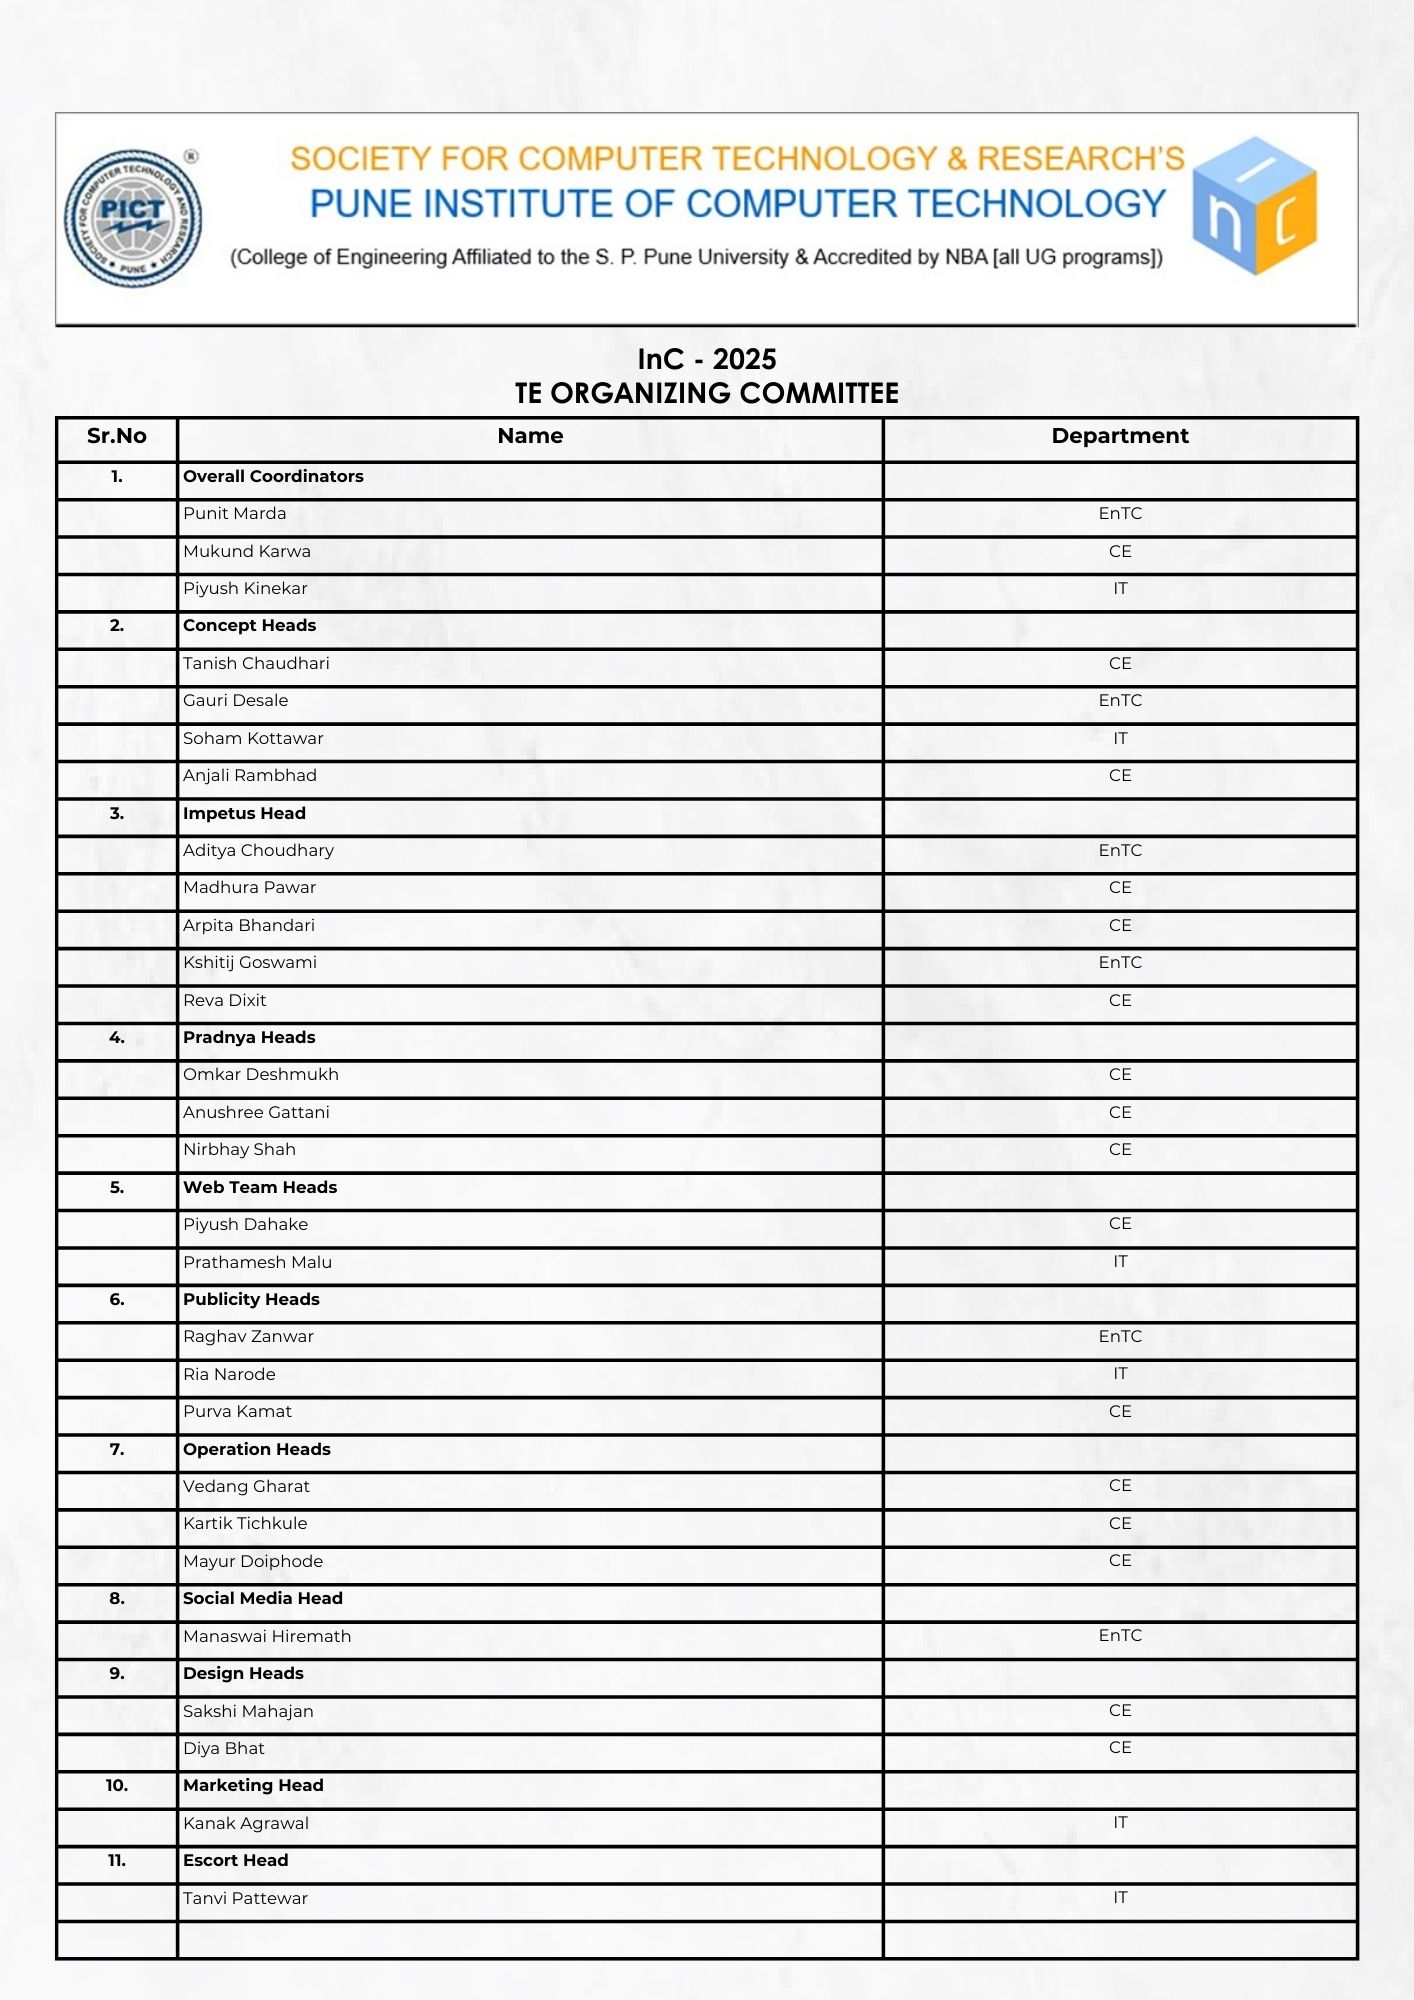 SOCIETY FOR COMPUTER TECHNOLOGY & RESEARCH'S
PUNE INSTITUTE OF COMPUTER TECHNOLOGY
(College of Engineering Affiliated to the S. P. Pune University & Accredited by NBA [all UG programs])
SOCIETY FOR COMPUTER TECHNOLOGY AND RESEARCH
PICT
★ PUNE ★
®
I
n
C
InC - 2025
TE ORGANIZING COMMITTEE
Sr.No Name Department
1. Overall Coordinators
Punit Marda EnTC
Mukund Karwa CE
Piyush Kinekar IT
2. Concept Heads
Tanish Chaudhari CE
Gauri Desale EnTC
Soham Kottawar IT
Anjali Rambhad CE
3. Impetus Head
Aditya Choudhary EnTC
Madhura Pawar CE
Arpita Bhandari CE
Kshitij Goswami EnTC
Reva Dixit CE
4. Pradnya Heads
Omkar Deshmukh CE
Anushree Gattani CE
Nirbhay Shah CE
5. Web Team Heads
Piyush Dahake CE
Prathamesh Malu IT
6. Publicity Heads
Raghav Zanwar EnTC
Ria Narode IT
Purva Kamat CE
7. Operation Heads
Vedang Gharat CE
Kartik Tichkule CE
Mayur Doiphode CE
8. Social Media Head
Manaswai Hiremath EnTC
9. Design Heads
Sakshi Mahajan CE
Diya Bhat CE
10. Marketing Head
Kanak Agrawal IT
11. Escort Head
Tanvi Pattewar IT